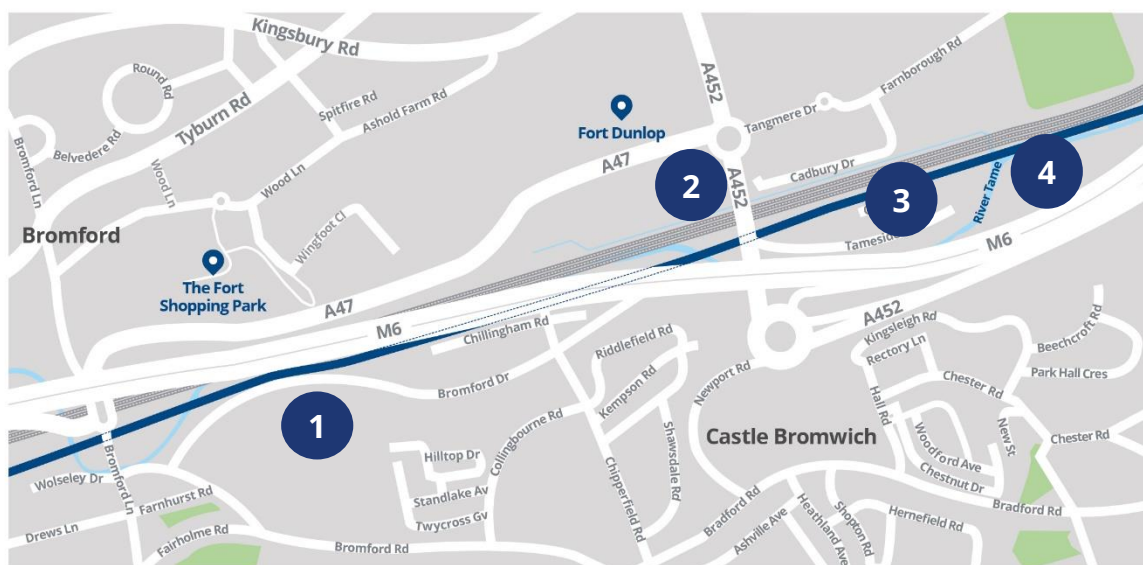 Kingsbury Rd
A452
Farnborough Rd
Round Rd
Spitfire Rd
Ashold Farm Rd
Tyburn Rd
Belvedere Rd
Bromford Ln
Wood Ln
Wood Ln
Fort Dunlop
A47
Tangmere Dr
Cadbury Dr
2
A452
3
4
River Tame
Bromford
Wingfoot Cl
The Fort
Shopping Park
Tameside
M6
A47
M6
Chillingham Rd
A452
Kingsleigh Rd
Rectory Ln
Beechcroft Rd
Park Hall Cres
Riddlefield Rd
Kempson Rd
Newport Rd
Chester Rd
Bromford Dr
1
Hall Rd
Castle Bromwich
Woodford Ave
New St
Chester Rd
Collingbourne Rd
Shawsdale Rd
Chipperfield Rd
Hilltop Dr
Bromford Ln
Wolseley Dr
Standlake Av
Chestnut Dr
Farnhurst Rd
Twycross Gv
Bradford Rd
Bradford Rd
Drews Ln
Fairholme Rd
Bromford Rd
Ashville Ave
Heathland Ave
Shopton Rd
Hernefield Rd